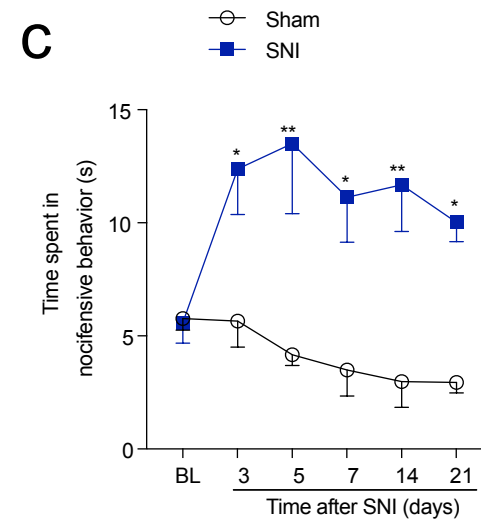 C
Sham
SNI
Time spent in
nocifensive behavior (s)
15
10
5
0
* ** * ** *
BL 3 5 7 14 21
Time after SNI (days)